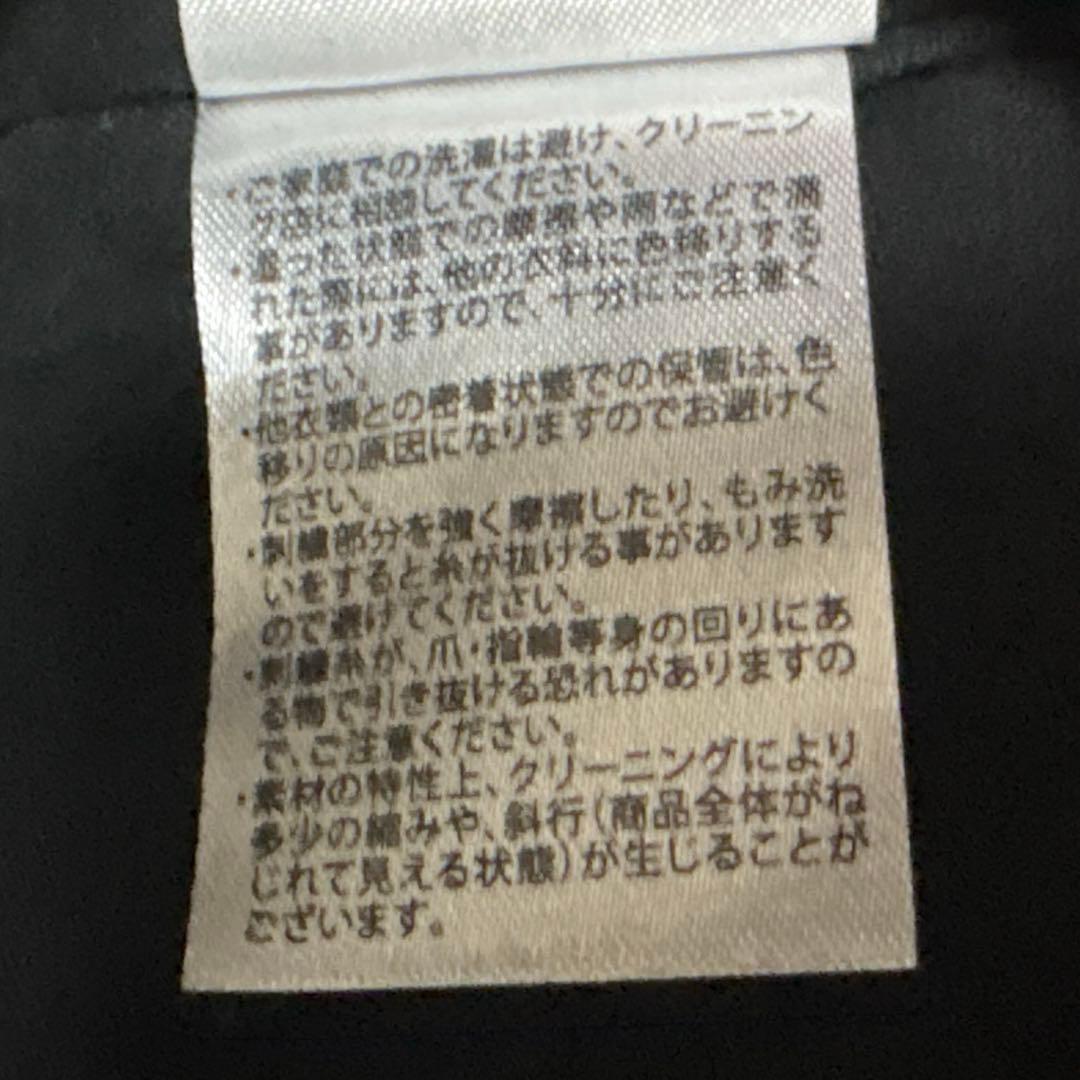 ・ご家庭での洗濯は避け、クリーニン
グ店に相談してください。
・湿った状態での摩擦や雨などで濡
れた際には、他の衣料に色移りする
事がありますので、十分にご注意く
ださい。
・他衣類との密着状態での保管は、色
移りの原因になりますのでお避けく
ださい。
・刺繍部分を強く摩擦したり、もみ洗
いをすると糸が抜ける事があります
ので避けてください。
・刺繍糸が、爪・指輪等身の回りにあ
る物で引き抜ける恐れがありますの
で、ご注意ください。
・素材の特性上、クリーニングにより
多少の縮みや、斜行(商品全体がね
じれて見える状態)が生じることが
ございます。